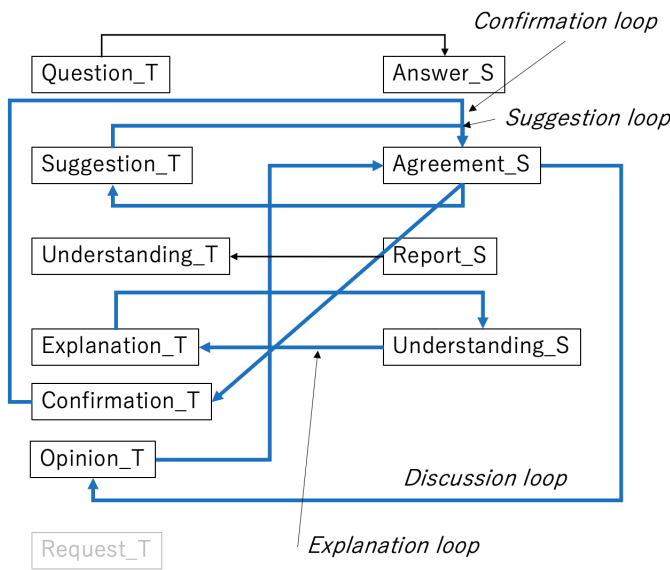 Confirmation loop
Question_T
Answer_S
Suggestion loop
Suggestion_T
Agreement_S
Understanding_T
Report_S
Explanation_T
Understanding_S
Confirmation_T
Opinion_T
Discussion loop
Request_T
Explanation loop